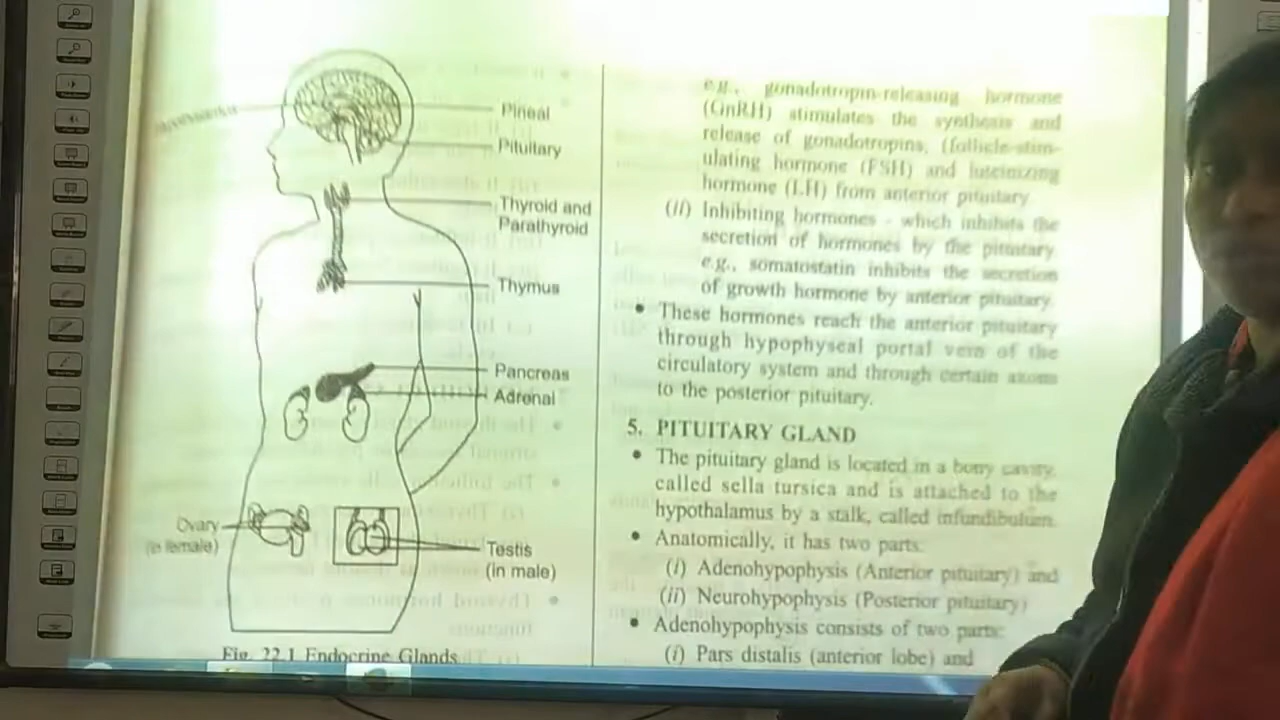 Pineal
Pituitary
Thyroid and
Parathyroid
Thymus
Pancreas
Adrenal
Ovary
(in female)
Testis
(in male)
Fig. 22.1 Endocrine Glands
e.g., gonadotropin-releasing hormone
(GnRH) stimulates the synthesis and
release of gonadotropins, (follicle-stim-
ulating hormone (FSH) and luteinizing
hormone (LH) from anterior pituitary.
(ii) Inhibiting hormones - which inhibits the
secretion of hormones by the pituitary.
e.g., somatostatin inhibits the secretion
of growth hormone by anterior pituitary.
• These hormones reach the anterior pituitary
through hypophyseal portal vein of the
circulatory system and through certain axons
to the posterior pituitary.
5. PITUITARY GLAND
• The pituitary gland is located in a bony cavity,
called sella tursica and is attached to the
hypothalamus by a stalk, called infundibulum.
• Anatomically, it has two parts:
(i) Adenohypophysis (Anterior pituitary) and
(ii) Neurohypophysis (Posterior pituitary)
• Adenohypophysis consists of two parts:
(i) Pars distalis (anterior lobe) and